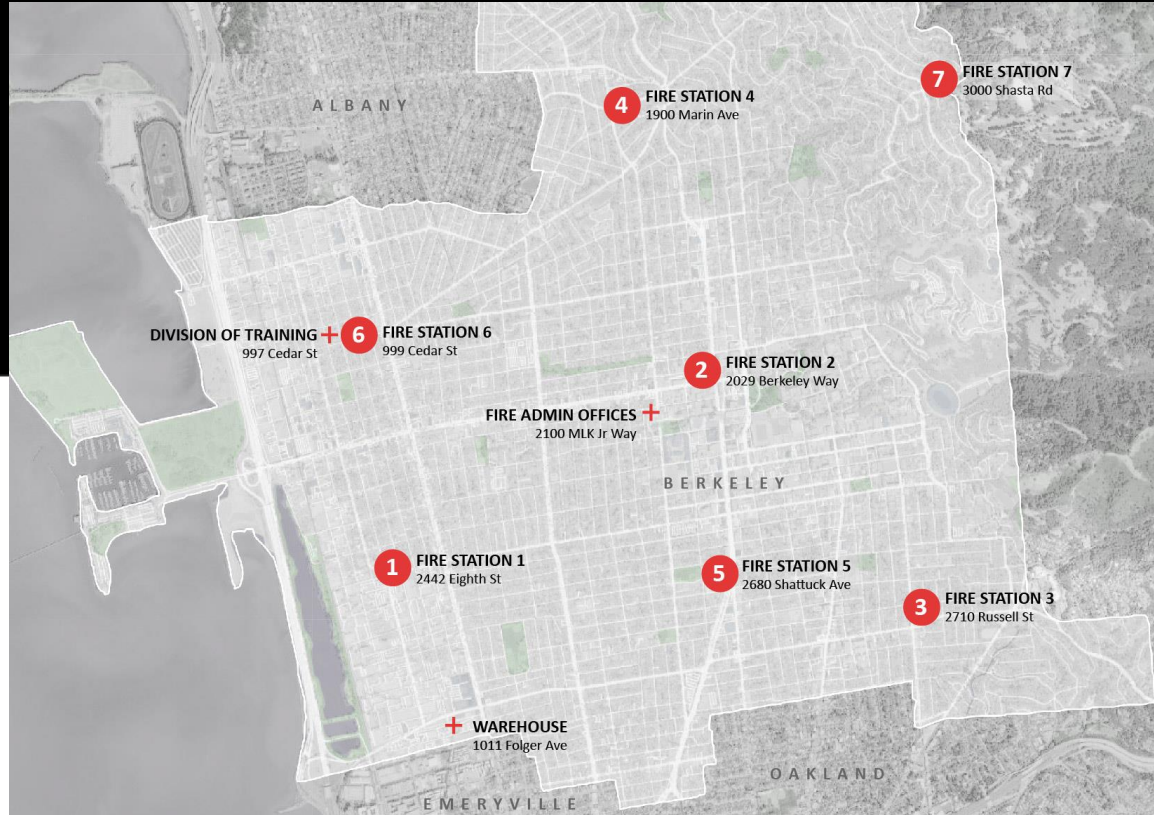 ALBANY
7
FIRE STATION 7
3000 Shasta Rd
4
FIRE STATION 4
1900 Marin Ave
DIVISION OF TRAINING
997 Cedar St
6
FIRE STATION 6
999 Cedar St
2
FIRE STATION 2
2029 Berkeley Way
FIRE ADMIN OFFICES
2100 MLK Jr Way
BERKELEY
1
FIRE STATION 1
2442 Eighth St
5
FIRE STATION 5
2680 Shattuck Ave
3
FIRE STATION 3
2710 Russell St
WAREHOUSE
1011 Folger Ave
OAKLAND
EMERYVILLE